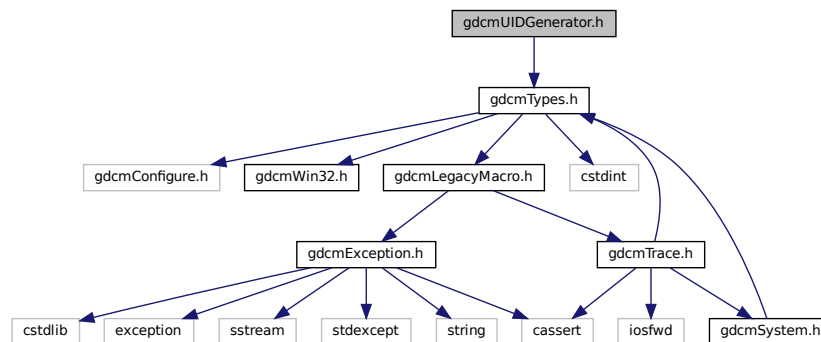 gdcmUIDGenerator.h
gdcmTypes.h
gdcmConfigure.h
gdcmWin32.h
gdcmLegacyMacro.h
cstdint
gdcmException.h
gdcmTrace.h
cstdlib
exception
sstream
stdexcept
string
cassert
iosfwd
gdcmSystem.h